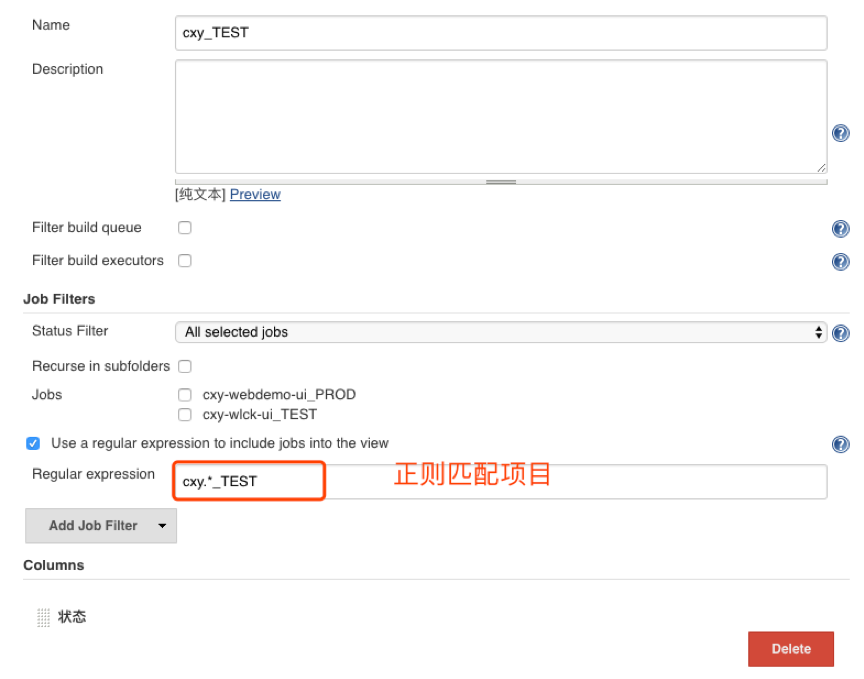 Name
cxy_TEST
Description
[纯文本] Preview
Filter build queue
Filter build executors
Job Filters
Status Filter
All selected jobs
Recurse in subfolders
Jobs
cxy-webdemo-ui_PROD
cxy-wlck-ui_TEST
Use a regular expression to include jobs into the view
Regular expression
cxy.*_TEST
正则匹配项目
Add Job Filter
Columns
状态
Delete